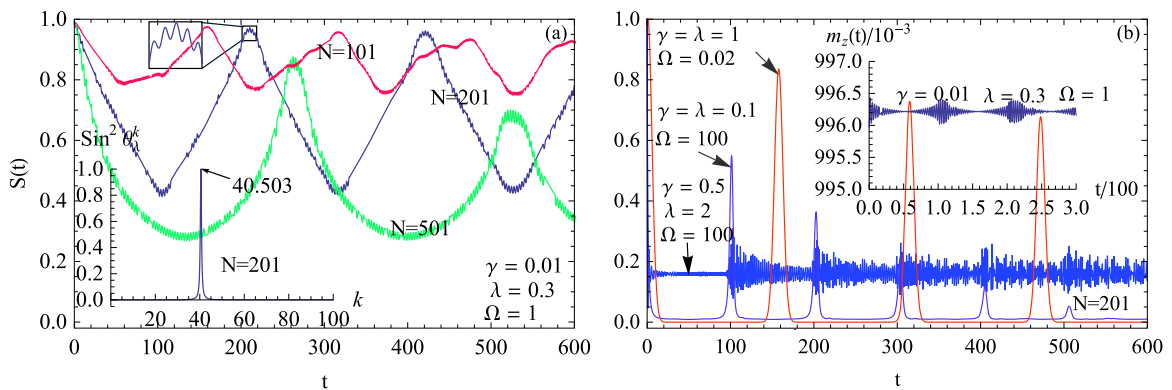 1.0
0.8
0.6
0.4
0.2
0.0
S(t)
(a)
N=101
N=201
N=501
Sin² θ_λ^k
1.0
0.8
0.6
0.4
0.2
0.0
40.503
N=201
20 40 60 80 100
k
γ = 0.01
λ = 0.3
Ω = 1
0 100 200 300 400 500 600
t
1.0
0.8
0.6
0.4
0.2
0.0
(b)
γ = λ = 1
Ω = 0.02
γ = λ = 0.1
Ω = 100
γ = 0.5
λ = 2
Ω = 100
m_z(t)/10⁻³
997.0
996.5
996.0
995.5
995.0
γ = 0.01 λ = 0.3 Ω = 1
t/100
0.0 0.5 1.0 1.5 2.0 2.5 3.0
N=201
0 100 200 300 400 500 600
t